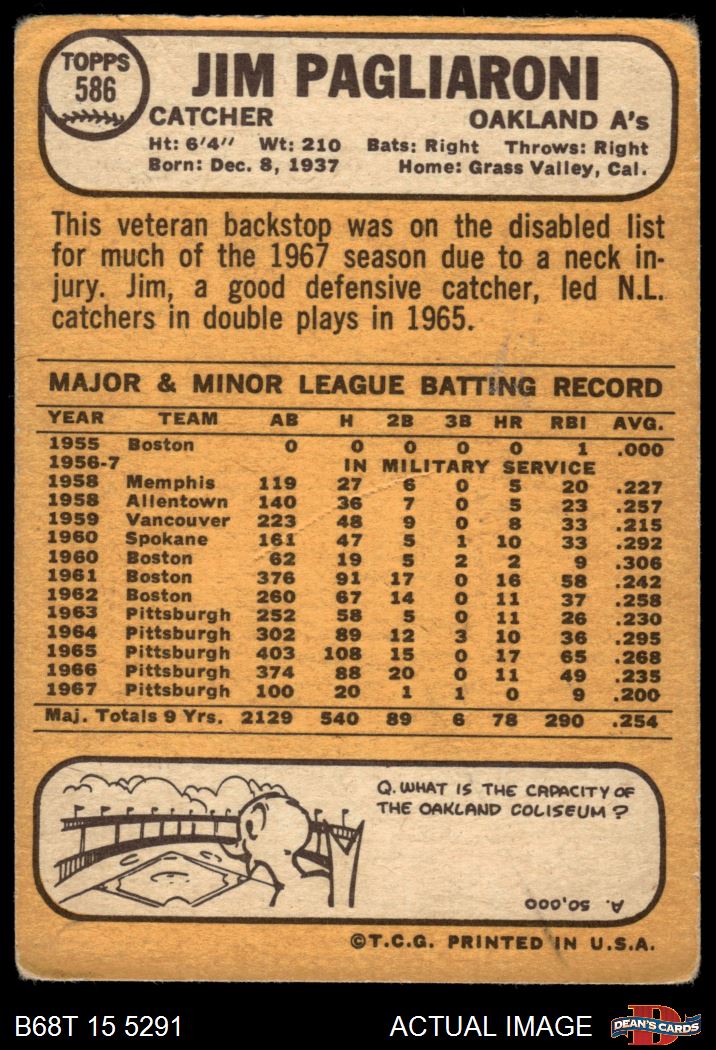 TOPPS
586
JIM PAGLIARONI
CATCHER OAKLAND A's
Ht: 6'4" Wt: 210 Bats: Right Throws: Right
Born: Dec. 8, 1937 Home: Grass Valley, Cal.
This veteran backstop was on the disabled list
for much of the 1967 season due to a neck in-
jury. Jim, a good defensive catcher, led N.L.
catchers in double plays in 1965.
MAJOR & MINOR LEAGUE BATTING RECORD
YEAR TEAM AB H 2B 3B HR RBI AVG.
1955 Boston 0 0 0 0 0 1 .000
1956-7 IN MILITARY SERVICE
1958 Memphis 119 27 6 0 5 20 .227
1958 Allentown 140 36 7 0 5 23 .257
1959 Vancouver 223 48 9 0 8 33 .215
1960 Spokane 161 47 5 1 10 33 .292
1960 Boston 62 19 5 2 2 9 .306
1961 Boston 376 91 17 0 16 58 .242
1962 Boston 260 67 14 0 11 37 .258
1963 Pittsburgh 252 58 5 0 11 26 .230
1964 Pittsburgh 302 89 12 3 10 36 .295
1965 Pittsburgh 403 108 15 0 17 65 .268
1966 Pittsburgh 374 88 20 0 11 49 .235
1967 Pittsburgh 100 20 1 1 0 9 .200
Maj. Totals 9 Yrs. 2129 540 89 6 78 290 .254
Q. WHAT IS THE CAPACITY OF
THE OAKLAND COLISEUM ?
A. 50,000
©T.C.G. PRINTED IN U.S.A.
B68T 15 5291 ACTUAL IMAGE DEAN'S CARDS